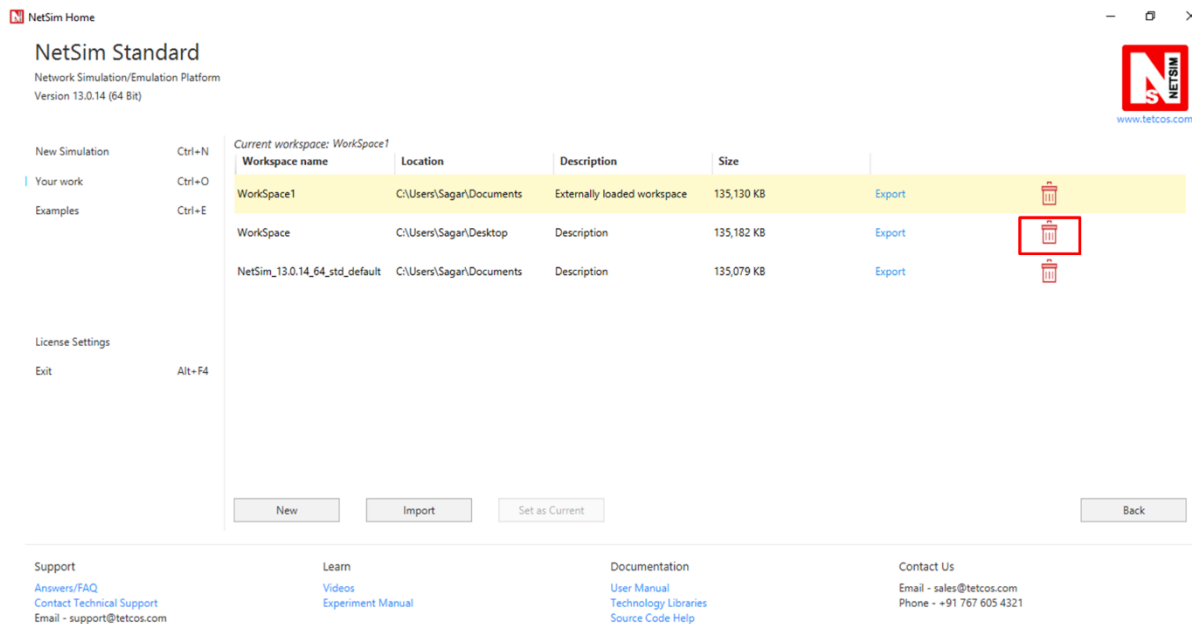 NetSim Home
NetSim Standard
Network Simulation/Emulation Platform
Version 13.0.14 (64 Bit)
N
S
NETSIM
www.tetcos.com
New Simulation Ctrl+N
Your work Ctrl+O
Examples Ctrl+E
License Settings
Exit Alt+F4
Current workspace: WorkSpace1
Workspace name Location Description Size
WorkSpace1 C:\Users\Sagar\Documents Externally loaded workspace 135,130 KB Export
WorkSpace C:\Users\Sagar\Desktop Description 135,182 KB Export
NetSim_13.0.14_64_std_default C:\Users\Sagar\Documents Description 135,079 KB Export
New Import Set as Current Back
Support
Answers/FAQ
Contact Technical Support
Email - support@tetcos.com
Learn
Videos
Experiment Manual
Documentation
User Manual
Technology Libraries
Source Code Help
Contact Us
Email - sales@tetcos.com
Phone - +91 767 605 4321